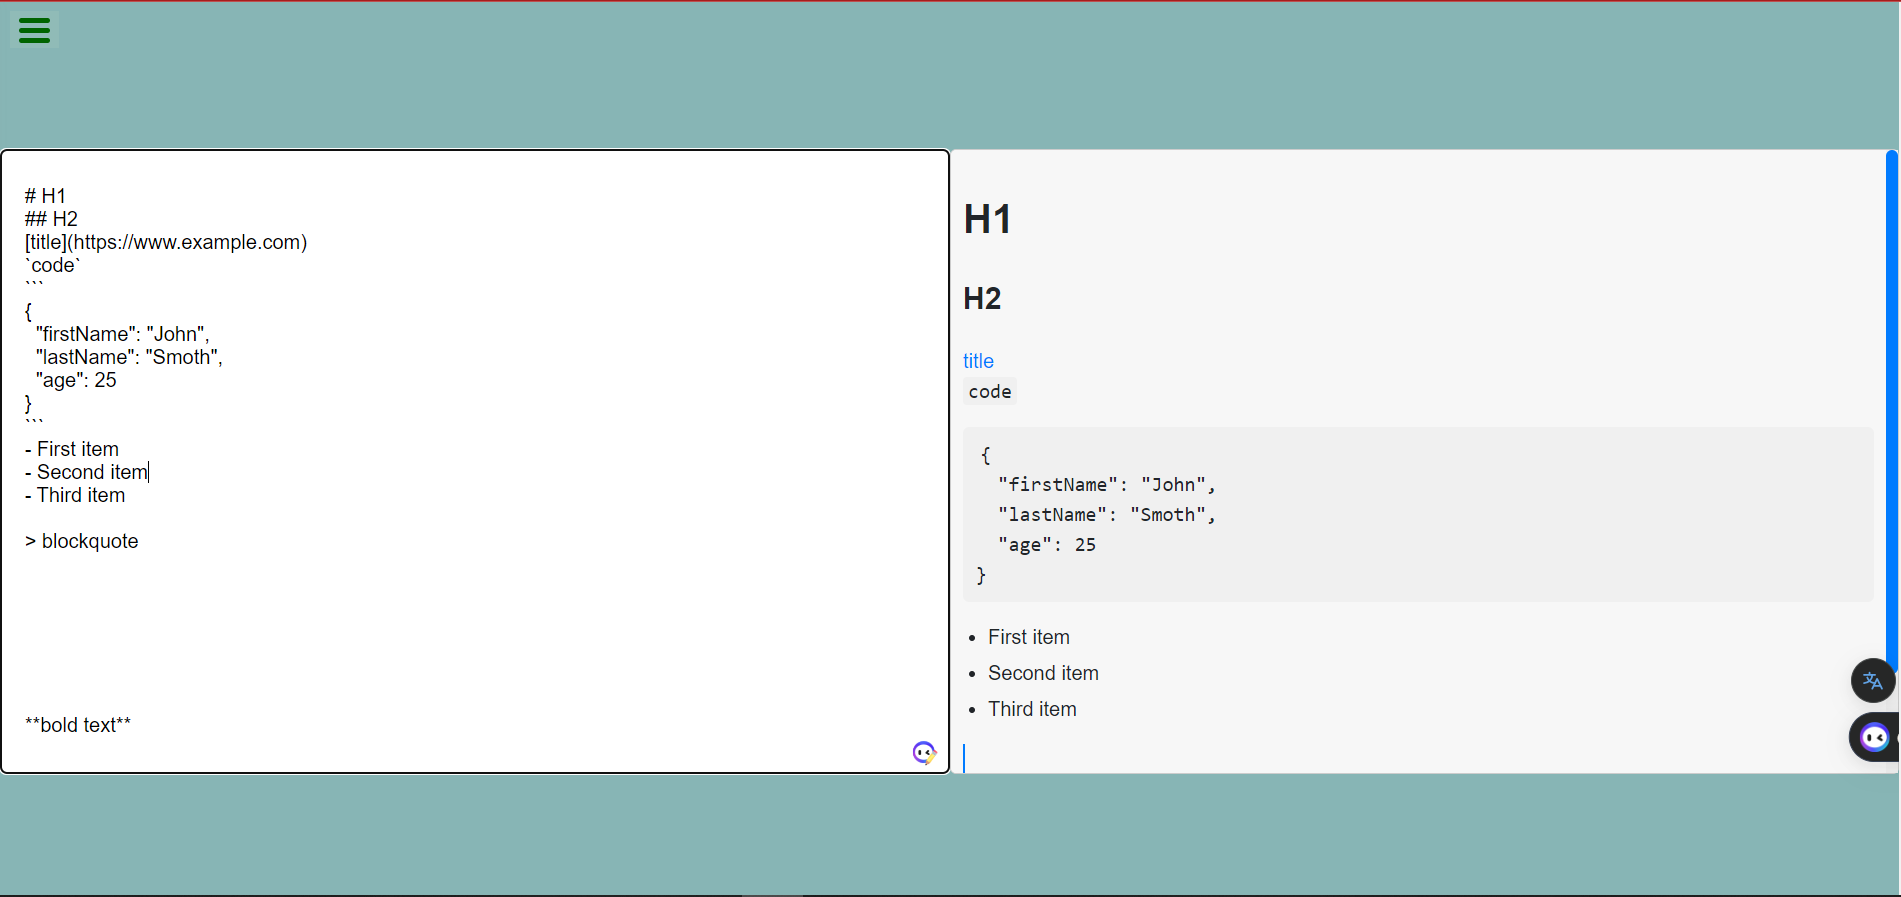 # H1
## H2
[title](https://www.example.com)
`code`
```
{
  "firstName": "John",
  "lastName": "Smoth",
  "age": 25
}
```
- First item
- Second item
- Third item

> blockquote

**bold text**

H1
H2
title
code
{
  "firstName": "John",
  "lastName": "Smoth",
  "age": 25
}
• First item
• Second item
• Third item